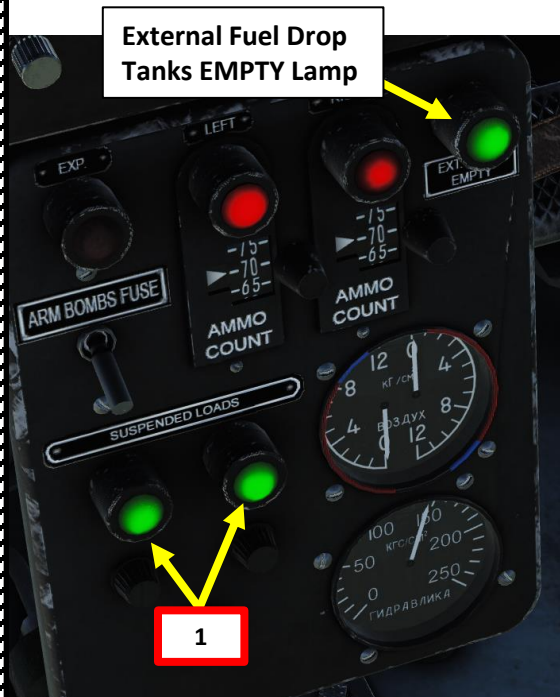 External Fuel Drop
Tanks EMPTY Lamp
EXP.
LEFT
EMPTY
-75-
-70-
-65-
-75-
-70-
-65-
ARM BOMBS FUSE
AMMO
COUNT
AMMO
COUNT
SUSPENDED LOADS
12 0 4 8
КГ/СМ²
ВОЗДУХ
8 4 0 12
0 50 100 150 200 250
КГС/СМ²
ГИДРАВЛИКА
1